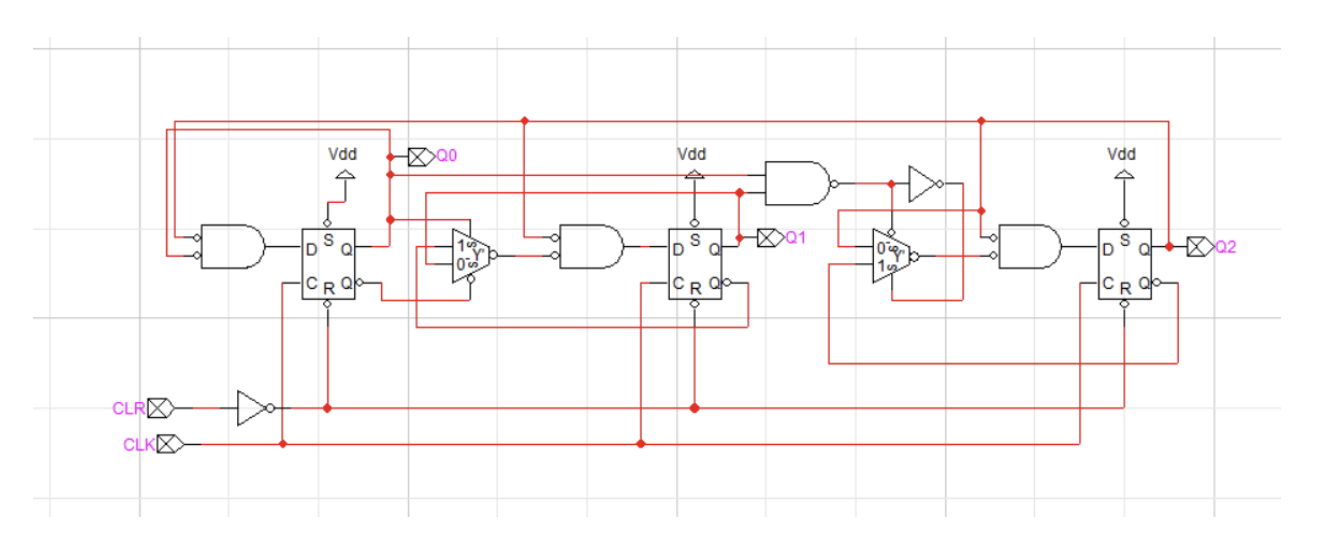 Vdd
Q0
Vdd
Vdd
S
D Q
C R Q
1 s
Y
0 s
S
D Q
C R Q
Q1
0 s
Y
1 s
S
D Q
C R Q
Q2
CLR
CLK